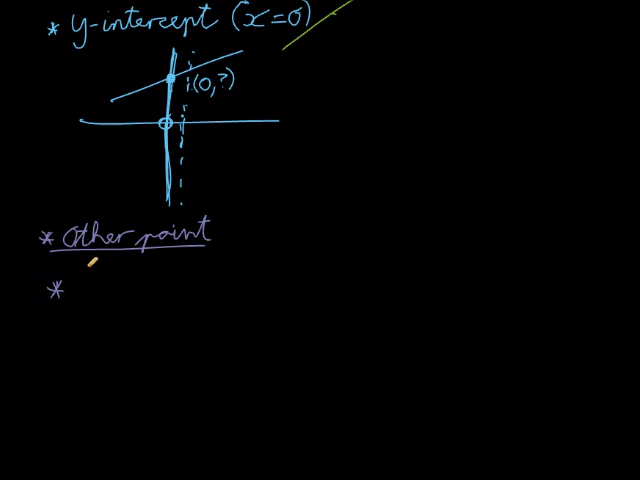 * y-intercept (x=0)
(0,?)
* Other point
*